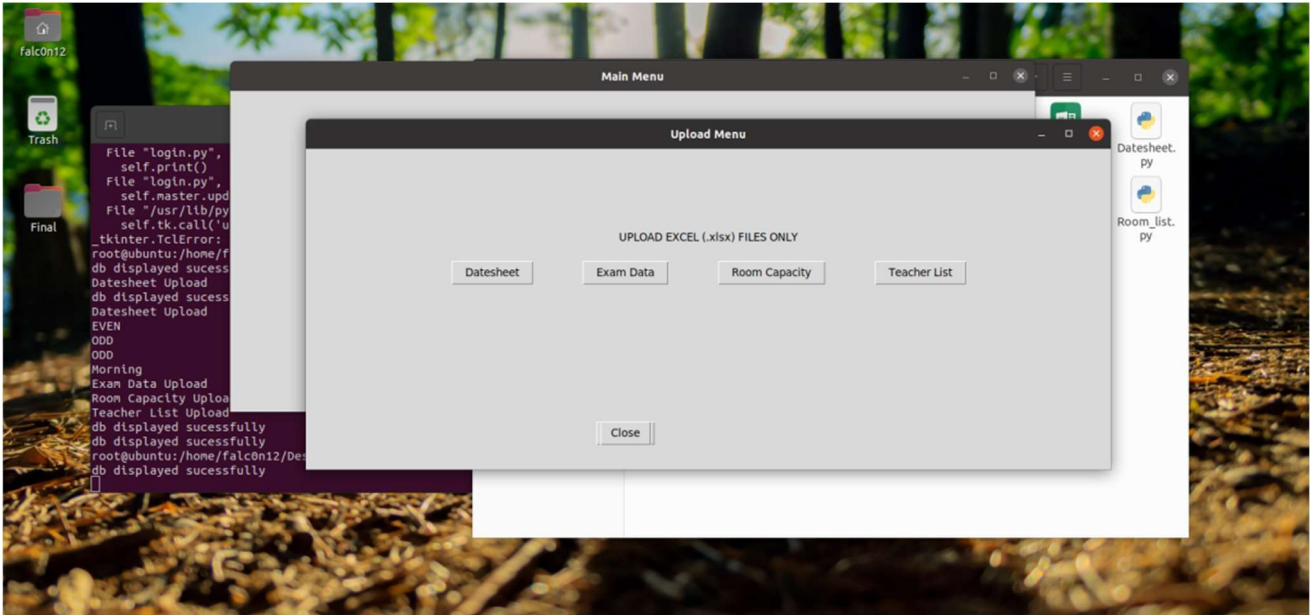 falc0n12
Trash
Final
Main Menu
Upload Menu
UPLOAD EXCEL (.xlsx) FILES ONLY
Datesheet
Exam Data
Room Capacity
Teacher List
Close
Datesheet.
py
Room_list.
py
File "login.py",
self.print()
File "login.py",
self.master.upd
File "/usr/lib/py
self.tk.call('u
_tkinter.TclError:
root@ubuntu:/home/f
db displayed sucess
Datesheet Upload
db displayed sucess
Datesheet Upload
EVEN
ODD
ODD
Morning
Exam Data Upload
Room Capacity Uploa
Teacher List Upload
db displayed sucessfully
db displayed sucessfully
root@ubuntu:/home/falc0n12/Des
db displayed sucessfully